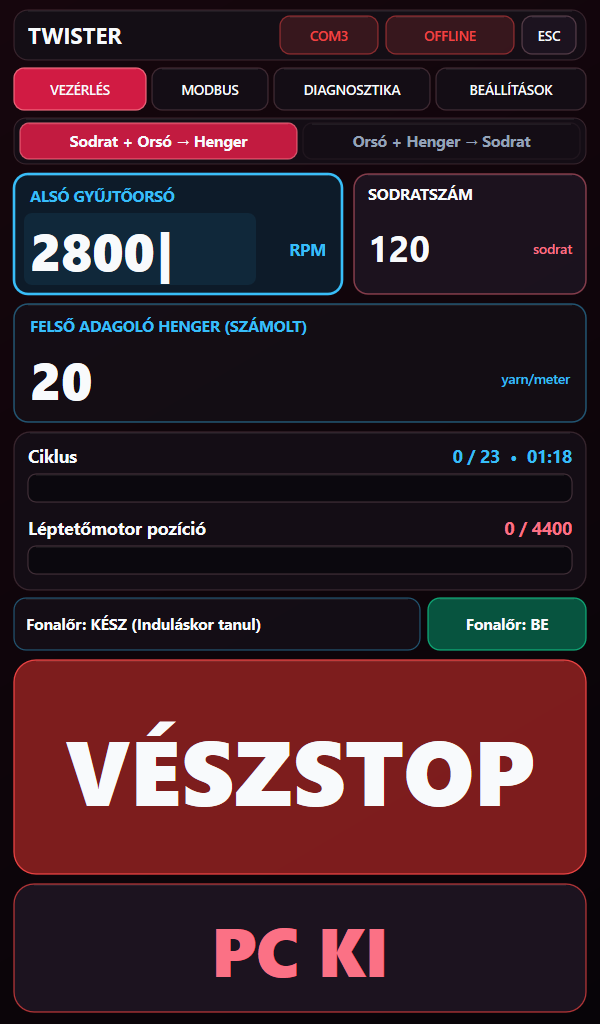 TWISTER COM3 OFFLINE ESC
VEZÉRLÉS MODBUS DIAGNOSZTIKA BEÁLLÍTÁSOK
Sodrat + Orsó → Henger Orsó + Henger → Sodrat
ALSÓ GYŰJTŐORSÓ
2800| RPM
SODRATSZÁM
120 sodrat
FELSŐ ADAGOLÓ HENGER (SZÁMOLT)
20 yarn/meter
Ciklus 0 / 23 • 01:18
Léptetőmotor pozíció 0 / 4400
Fonalőr: KÉSZ (Induláskor tanul) Fonalőr: BE
VÉSZSTOP
PC KI